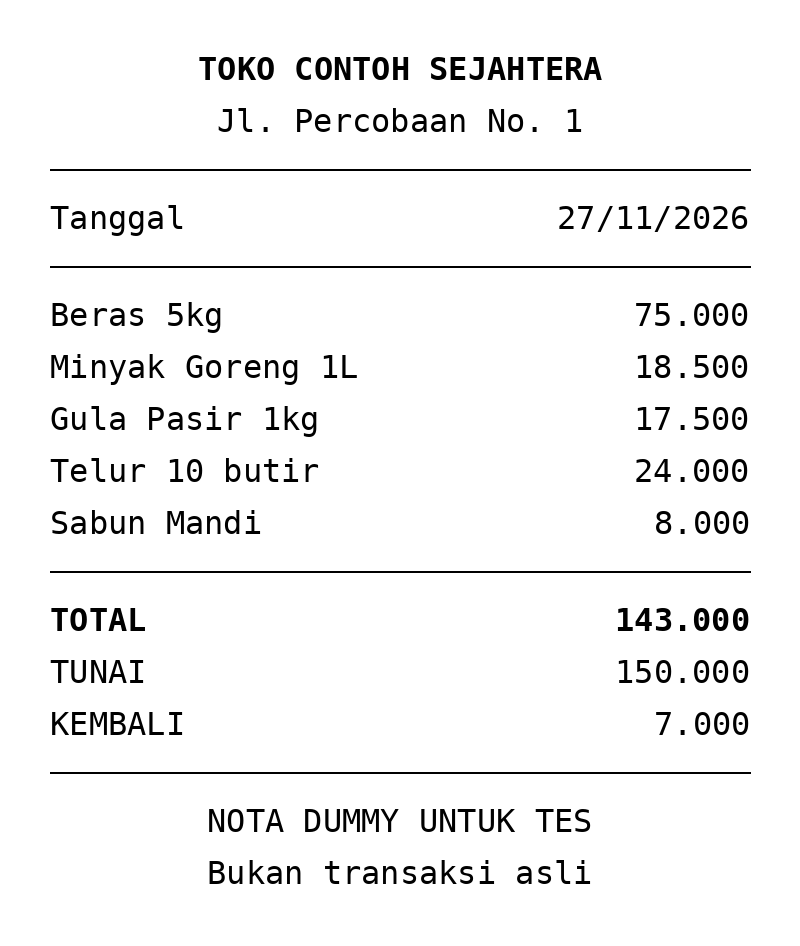 TOKO CONTOH SEJAHTERA
Jl. Percobaan No. 1
Tanggal 27/11/2026
Beras 5kg 75.000
Minyak Goreng 1L 18.500
Gula Pasir 1kg 17.500
Telur 10 butir 24.000
Sabun Mandi 8.000
TOTAL 143.000
TUNAI 150.000
KEMBALI 7.000
NOTA DUMMY UNTUK TES
Bukan transaksi asli